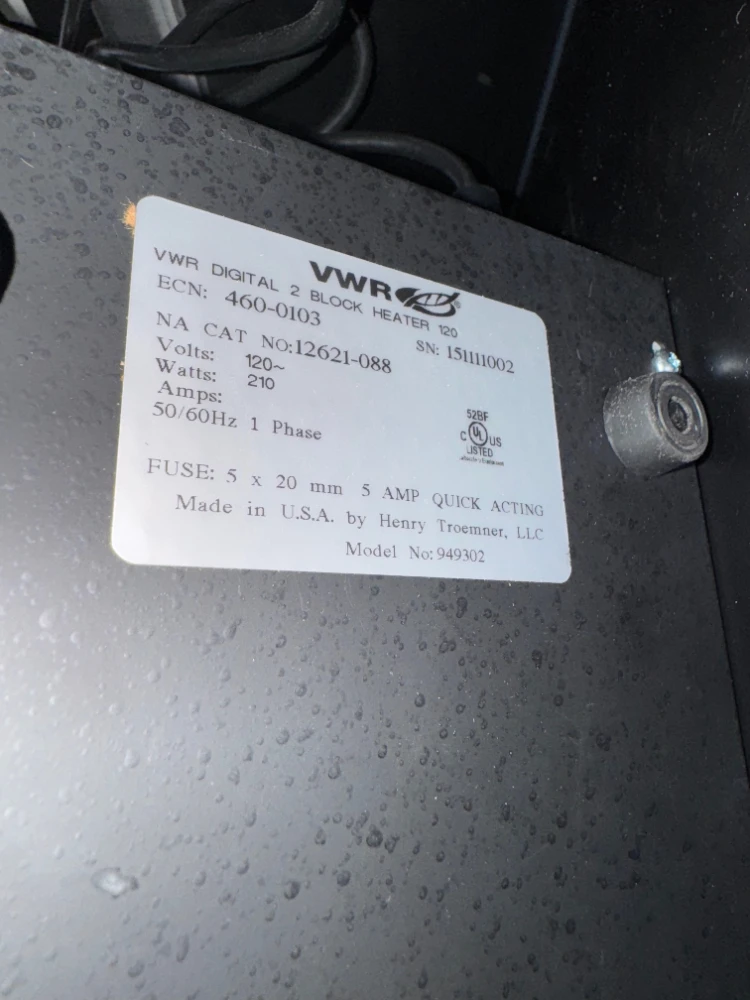 VWR®
VWR DIGITAL 2 BLOCK HEATER 120
ECN: 460-0103 SN: 151111002
NA CAT NO:12621-088
Volts: 120~
Watts: 210
Amps:
50/60Hz 1 Phase
52BF
C UL US
LISTED
FUSE: 5 x 20 mm 5 AMP QUICK ACTING
Made in U.S.A. by Henry Troemner, LLC
Model No: 949302